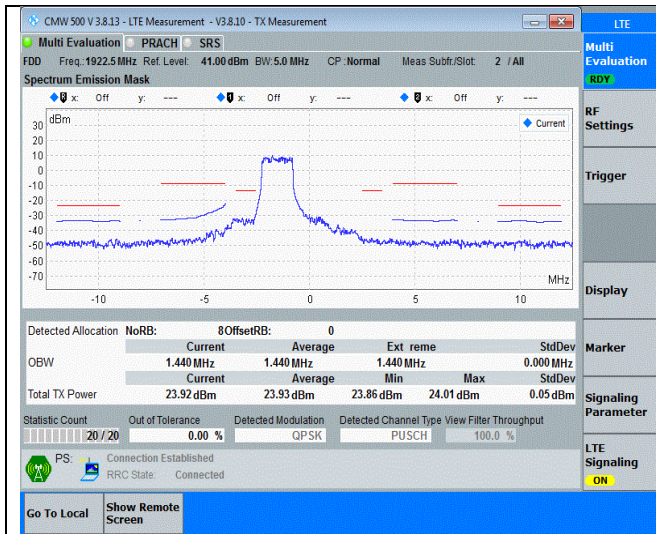 CMW 500 V 3.8.13 - LTE Measurement - V3.8.10 - TX Measurement
LTE
Multi Evaluation PRACH SRS
Multi Evaluation
RDY
FDD Freq.:1922.5 MHz Ref. Level: 41.00 dBm BW:5.0 MHz CP :Normal Meas Subfr./Slot: 2 / All
Spectrum Emission Mask
0 x: Off y: --- 1 x: Off y: --- 2 x: Off y: ---
dBm
Current
30
20
10
0
-10
-20
-30
-40
-50
-60
-70
MHz
-10 -5 0 5 10
RF Settings
Trigger
Display
Marker
Signaling Parameter
LTE Signaling
ON
Detected Allocation NoRB: 8 OffsetRB: 0
Current Average Ext reme StdDev
OBW 1.440 MHz 1.440 MHz 1.440 MHz 0.000 MHz
Current Average Min Max StdDev
Total TX Power 23.92 dBm 23.93 dBm 23.86 dBm 24.01 dBm 0.05 dBm
Statistic Count Out of Tolerance Detected Modulation Detected Channel Type View Filter Throughput
20 / 20 0.00 % QPSK PUSCH 100.0 %
PS: Connection Established
RRC State: Connected
Go To Local
Show Remote Screen